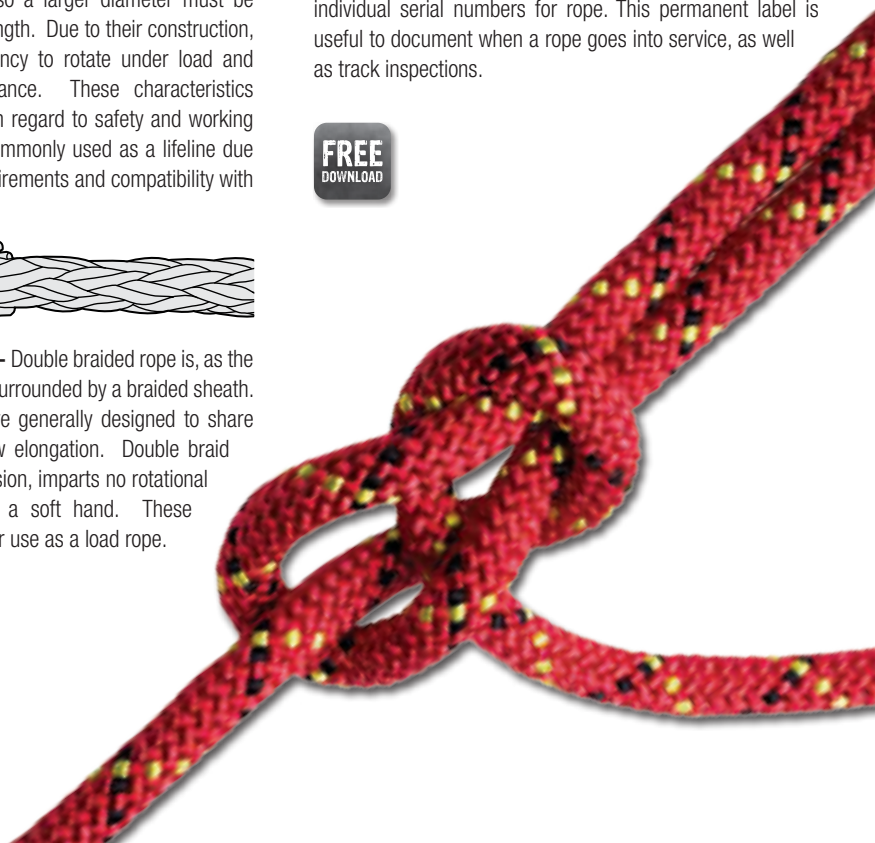 so a larger diameter must be
ngth. Due to their construction,
ncy to rotate under load and
ance. These characteristics
n regard to safety and working
mmonly used as a lifeline due
irements and compatibility with
- Double braided rope is, as the
urrounded by a braided sheath.
e generally designed to share
w elongation. Double braid
sion, imparts no rotational
a soft hand. These
r use as a load rope.
individual serial numbers for rope. This permanent label is
useful to document when a rope goes into service, as well
as track inspections.
FREE
DOWNLOAD